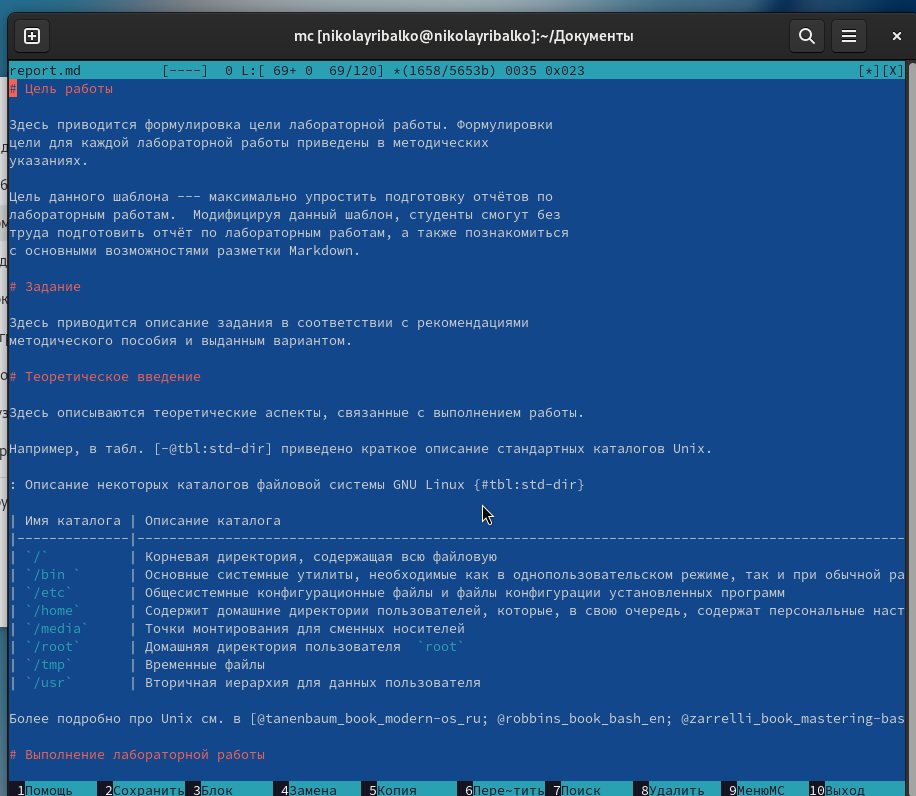 mc [nikolayribalko@nikolayribalko]:~/Документы
report.md [----] 0 L:[ 69+ 0 69/120] *(1658/5653b) 0035 0x023 [*][X]
# Цель работы
Здесь приводится формулировка цели лабораторной работы. Формулировки
цели для каждой лабораторной работы приведены в методических
указаниях.
Цель данного шаблона --- максимально упростить подготовку отчётов по
лабораторным работам.  Модифицируя данный шаблон, студенты смогут без
труда подготовить отчёт по лабораторным работам, а также познакомиться
с основными возможностями разметки Markdown.
# Задание
Здесь приводится описание задания в соответствии с рекомендациями
методического пособия и выданным вариантом.
# Теоретическое введение
Здесь описываются теоретические аспекты, связанные с выполнением работы.
Например, в табл. [-@tbl:std-dir] приведено краткое описание стандартных каталогов Unix.
: Описание некоторых каталогов файловой системы GNU Linux {#tbl:std-dir}
| Имя каталога | Описание каталога
|--------------|------------------------------------------------------------------------------------------------
| `/` | Корневая директория, содержащая всю файловую
| `/bin ` | Основные системные утилиты, необходимые как в однопользовательском режиме, так и при обычной ра
| `/etc` | Общесистемные конфигурационные файлы и файлы конфигурации установленных программ
| `/home` | Содержит домашние директории пользователей, которые, в свою очередь, содержат персональные наст
| `/media` | Точки монтирования для сменных носителей
| `/root` | Домашняя директория пользователя  `root`
| `/tmp` | Временные файлы
| `/usr` | Вторичная иерархия для данных пользователя
Более подробно про Unix см. в [@tanenbaum_book_modern-os_ru; @robbins_book_bash_en; @zarrelli_book_mastering-bas
# Выполнение лабораторной работы
1Помощь 2Сохранить 3Блок 4Замена 5Копия 6Пере~тить 7Поиск 8Удалить 9МенюMC 10Выход